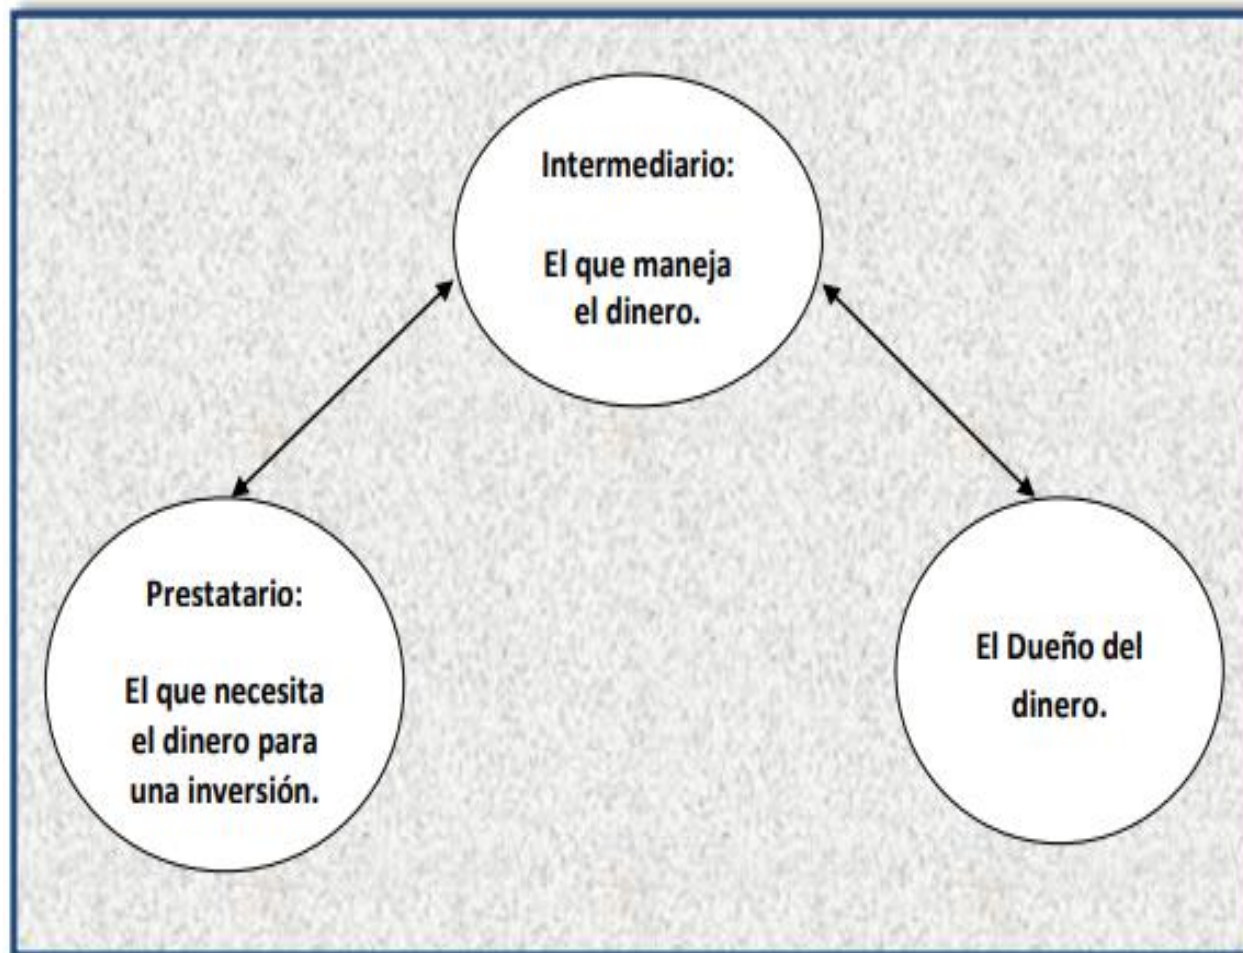 Intermediario:
El que maneja
el dinero.
Prestatario:
El que necesita
el dinero para
una inversión.
El Dueño del
dinero.